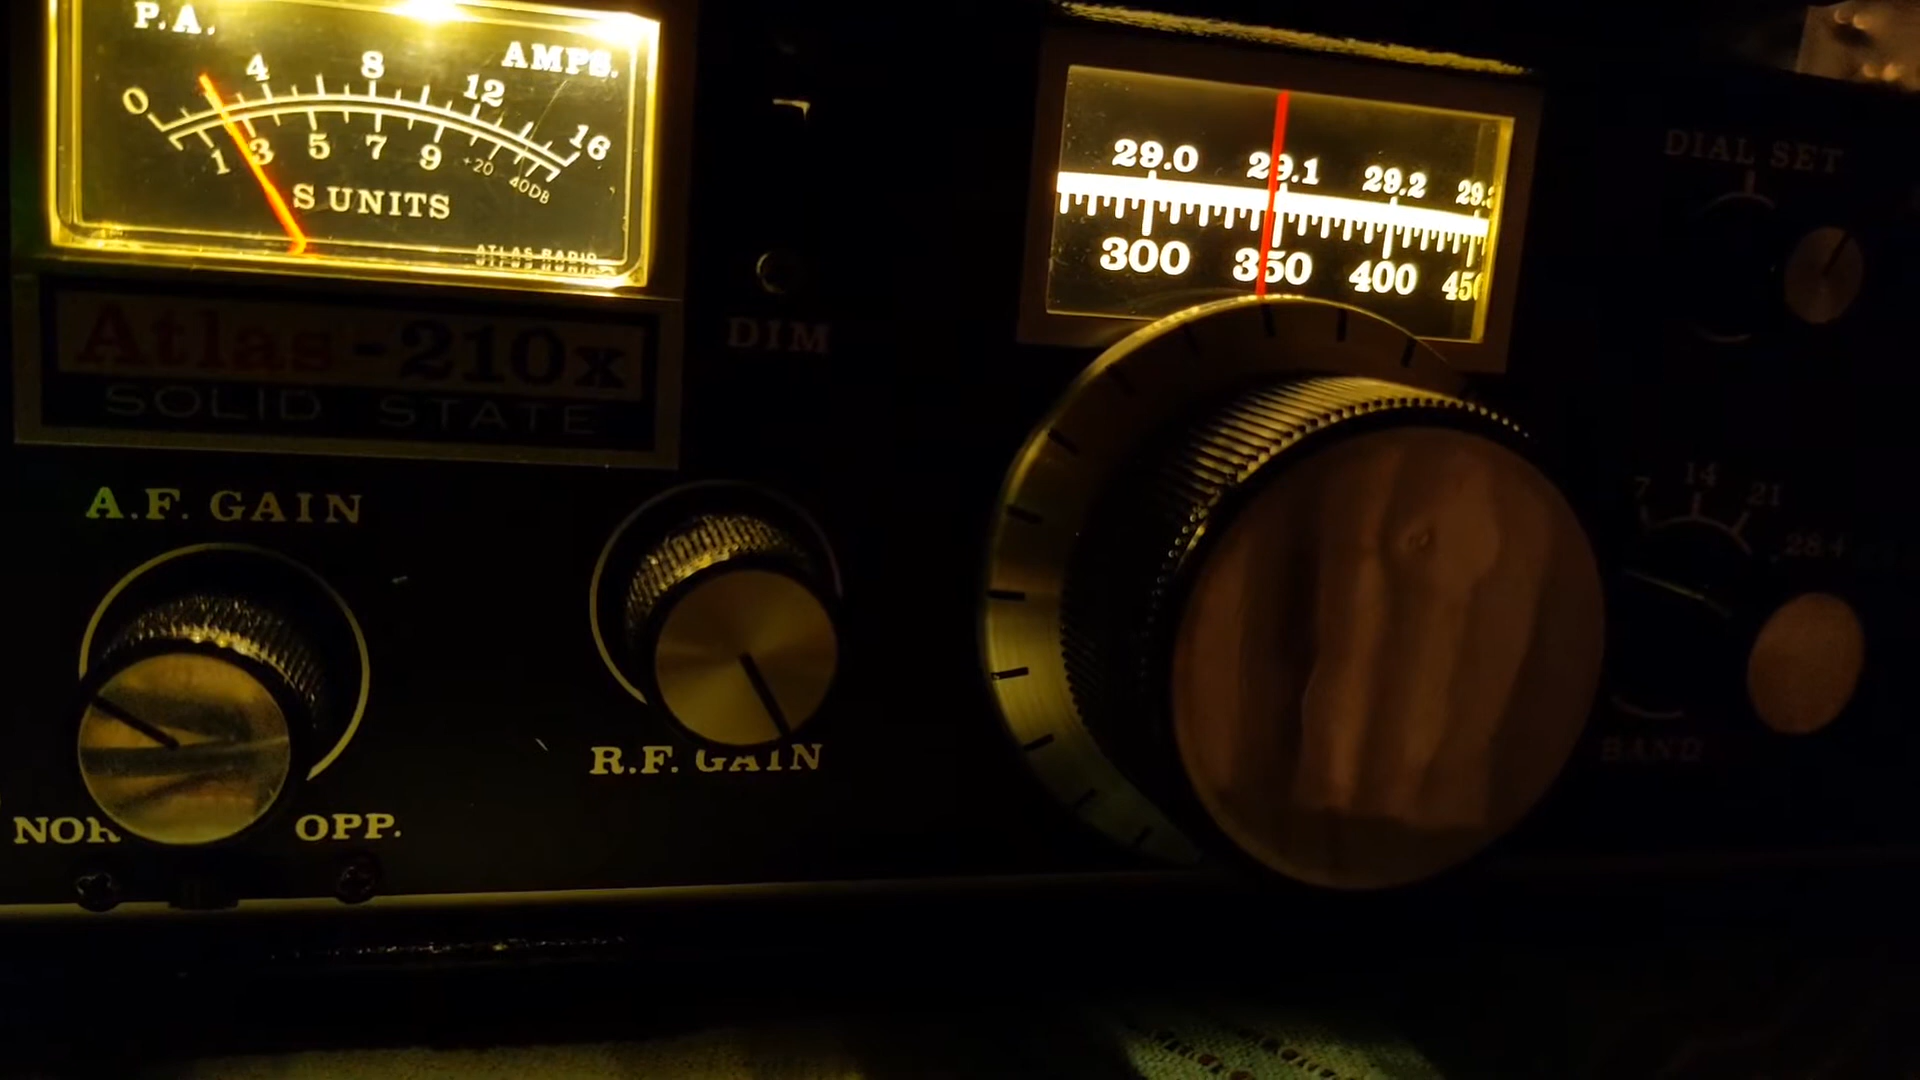 P.A. AMPS.
0 4 8 12 16
1 3 5 7 9 +20 40DB
S UNITS
ATLAS RADIO
Atlas-210x
SOLID STATE
DIM
29.0 29.1 29.2 29.3
300 350 400 450
DIAL SET
A.F. GAIN
R.F. GAIN
NOR OPP.
7 14 21 28.4
BAND